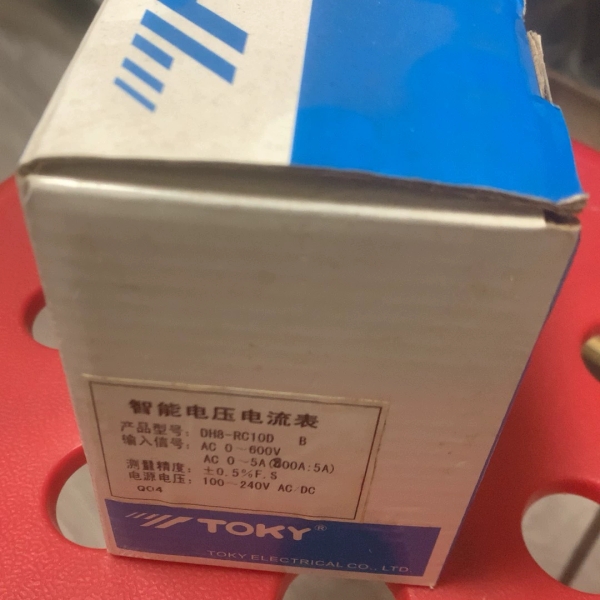 智能电压电流表
产品型号: DH8-RC10D B
输入信号: AC 0~600V
AC 0~5A(800A:5A)
测量精度: ±0.5%F.S
电源电压: 100~240V AC/DC
QC4
TOKY®
TOKY ELECTRICAL CO., LTD